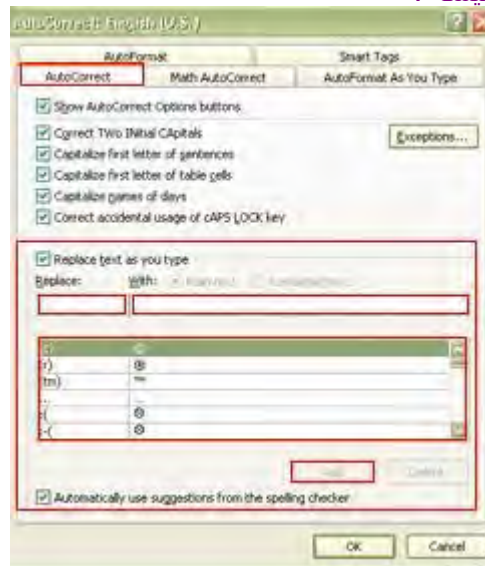 AutoCorrect: English (U.S.)
AutoFormat
Smart Tags
AutoCorrect
Math AutoCorrect
AutoFormat As You Type
Show AutoCorrect Options buttons
Correct TWo INitial CApitals
Exceptions...
Capitalize first letter of sentences
Capitalize first letter of table cells
Capitalize names of days
Correct accidental usage of cAPS LOCK key
Replace text as you type
Replace:
With:
r) ®
tm) ™
... ...
:( ☹
:-( ☹
Automatically use suggestions from the spelling checker
OK
Cancel